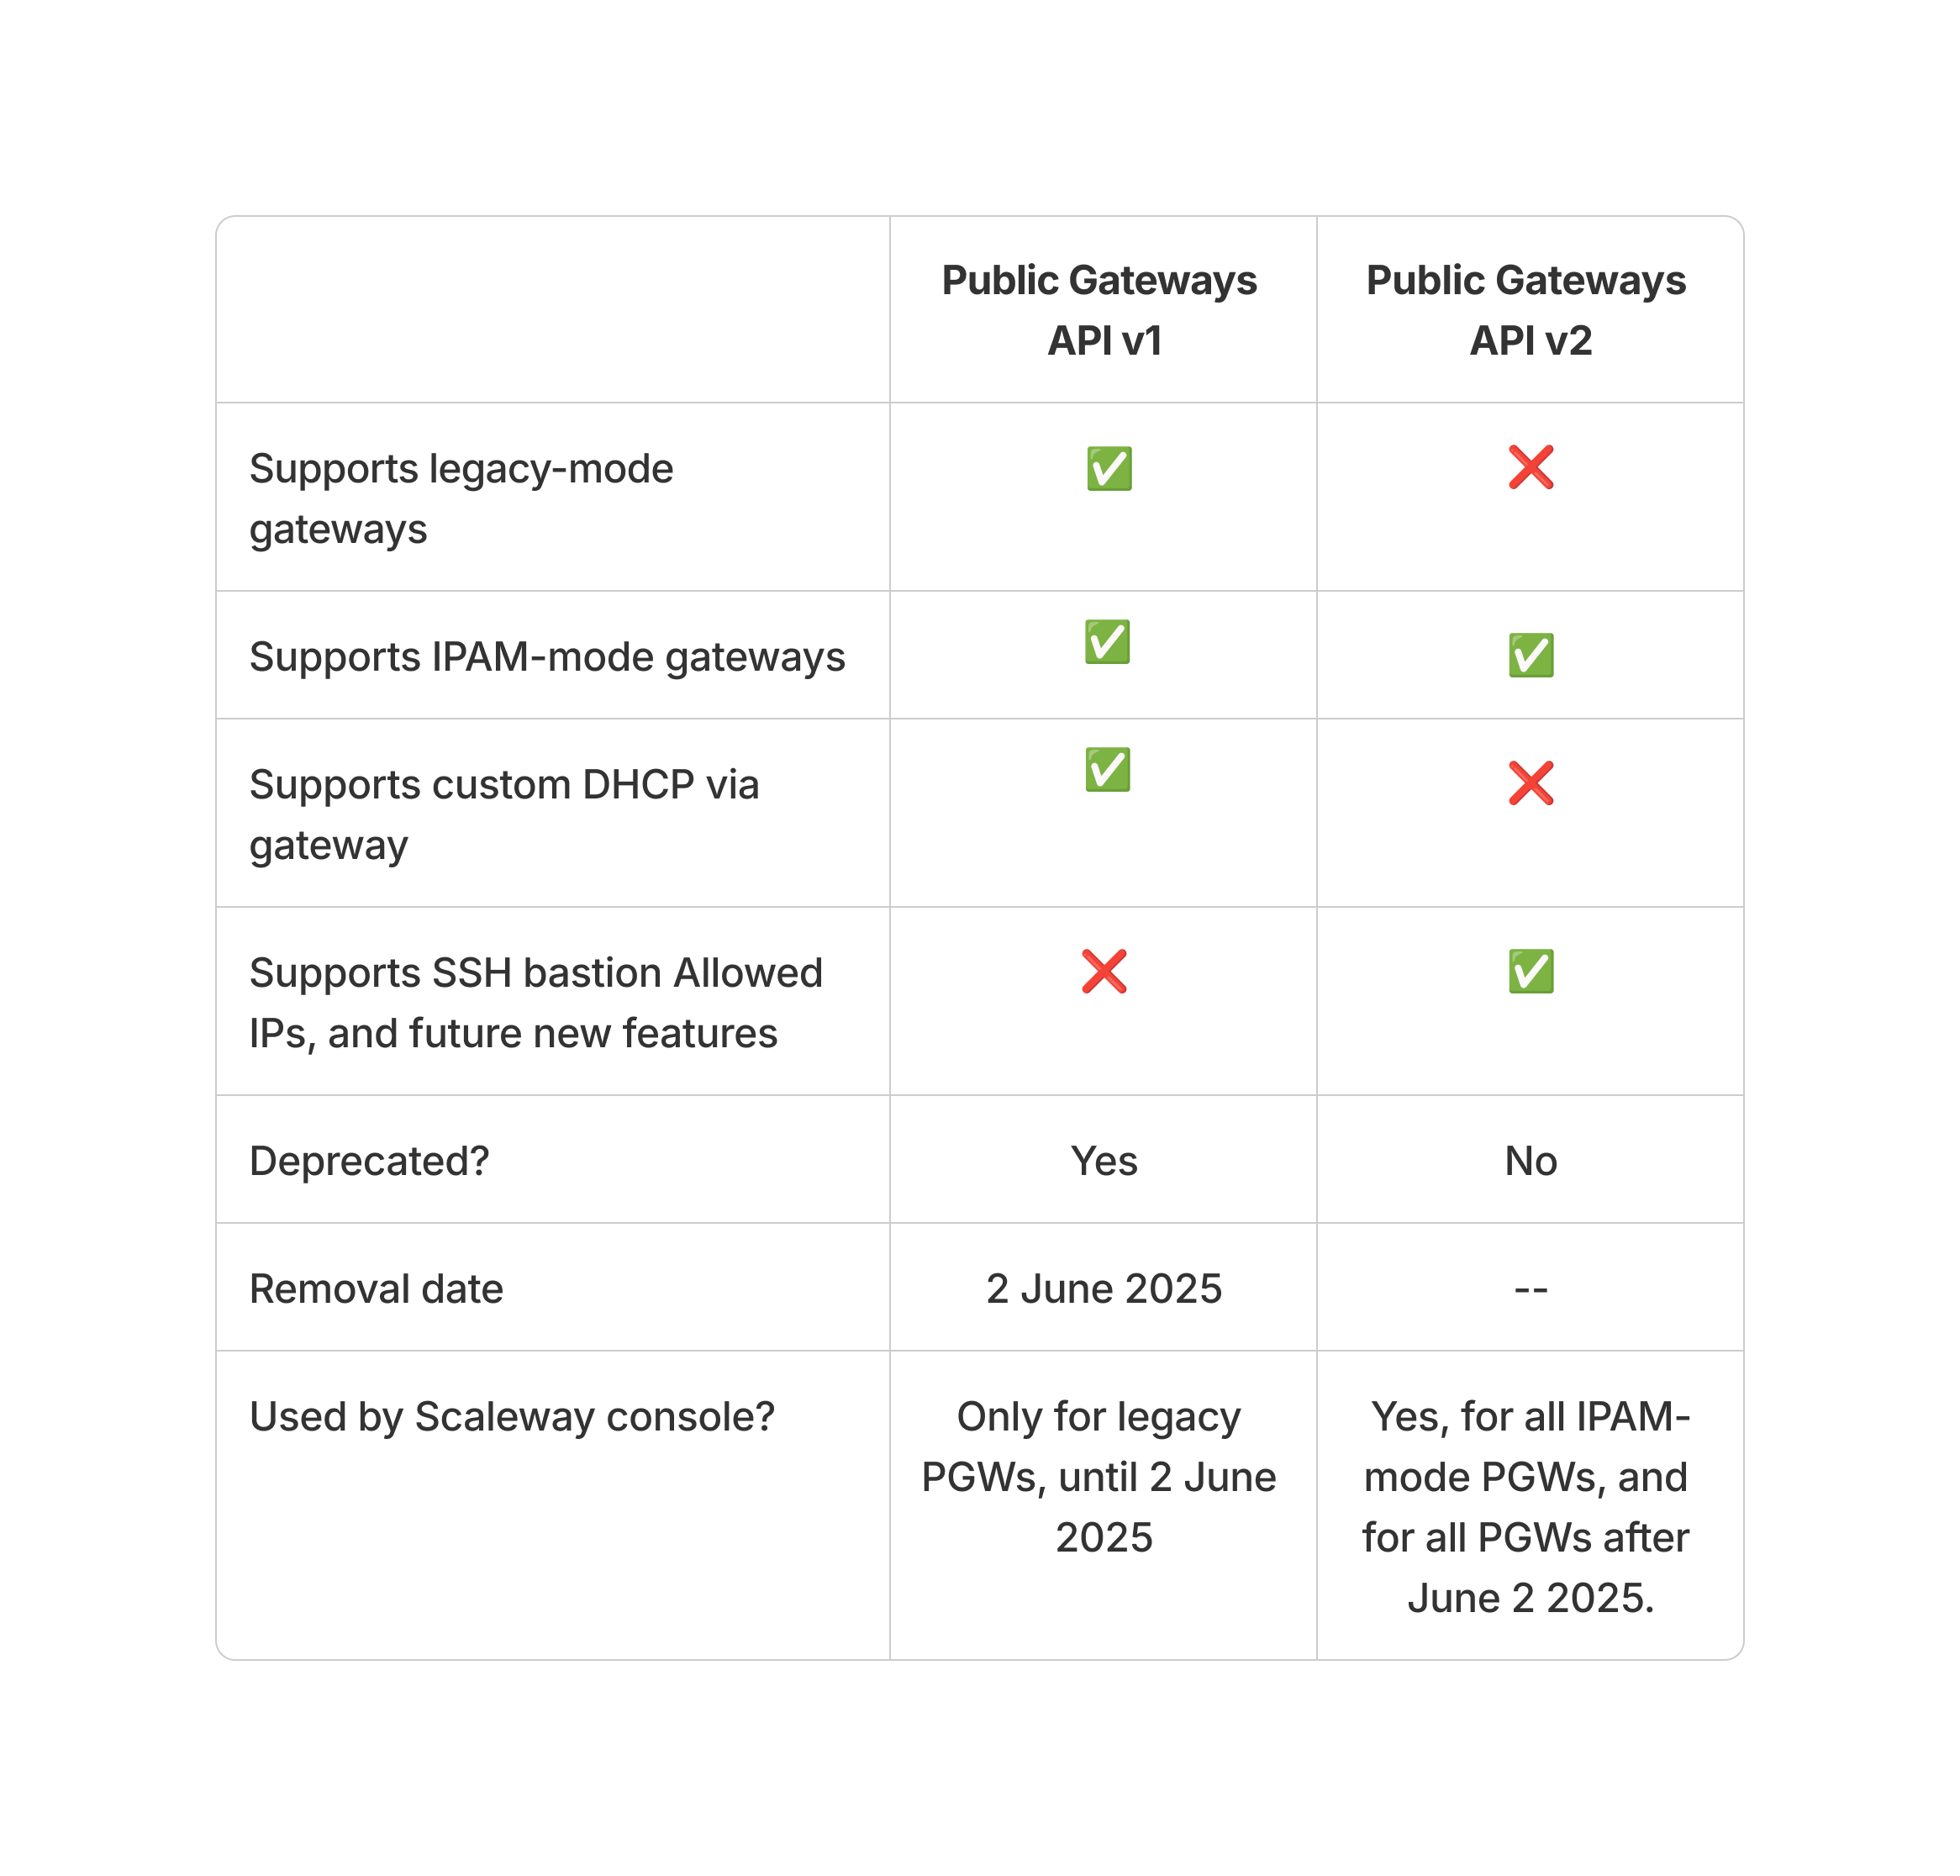 Public Gateways
API v1
Public Gateways
API v2
Supports legacy-mode
gateways
✅
❌
Supports IPAM-mode gateways
✅
✅
Supports custom DHCP via
gateway
✅
❌
Supports SSH bastion Allowed
IPs, and future new features
❌
✅
Deprecated?
Yes
No
Removal date
2 June 2025
--
Used by Scaleway console?
Only for legacy
PGWs, until 2 June
2025
Yes, for all IPAM-
mode PGWs, and
for all PGWs after
June 2 2025.